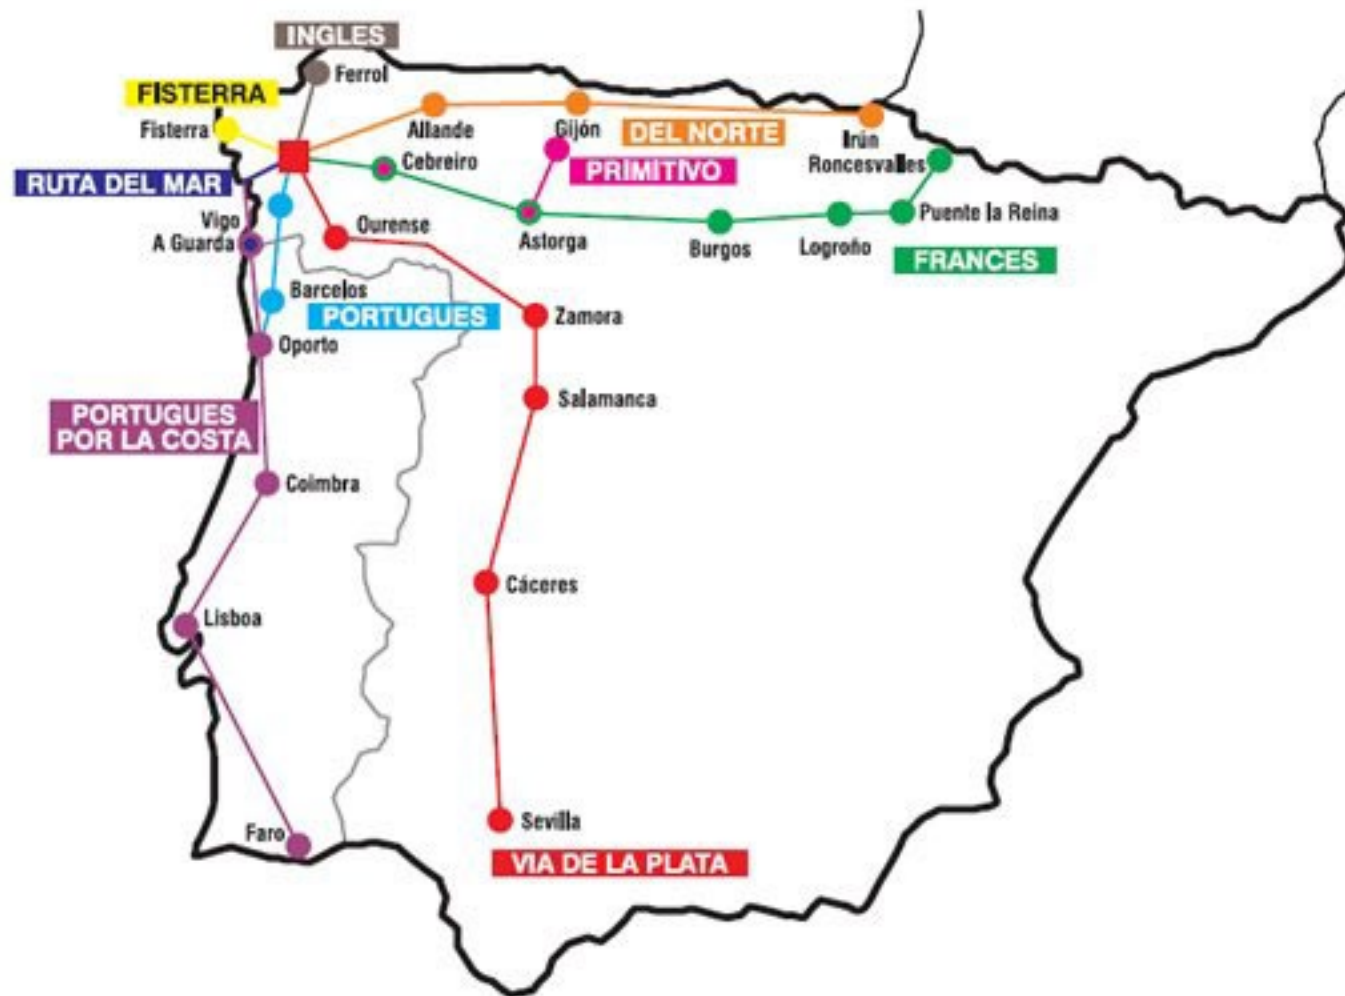 INGLES
Ferrol
FISTERRA
Fisterra
Allande
Gijón
DEL NORTE
Irún
Roncesvalles
Cebreiro
PRIMITIVO
RUTA DEL MAR
Vigo
A Guarda
Ourense
Astorga
Burgos
Logroño
Puente la Reina
FRANCES
Barcelos
PORTUGUES
Zamora
Oporto
Salamanca
PORTUGUES
POR LA COSTA
Coimbra
Cáceres
Lisboa
Sevilla
Faro
VIA DE LA PLATA